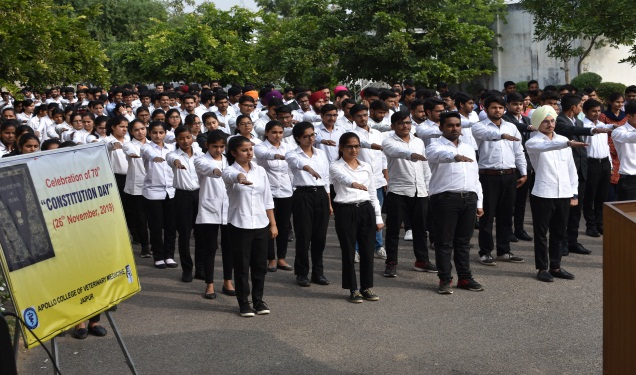 Celebration of 70th
"CONSTITUTION DAY"
(26th November, 2019)
APOLLO COLLEGE OF VETERINARY MEDICINE,
JAIPUR